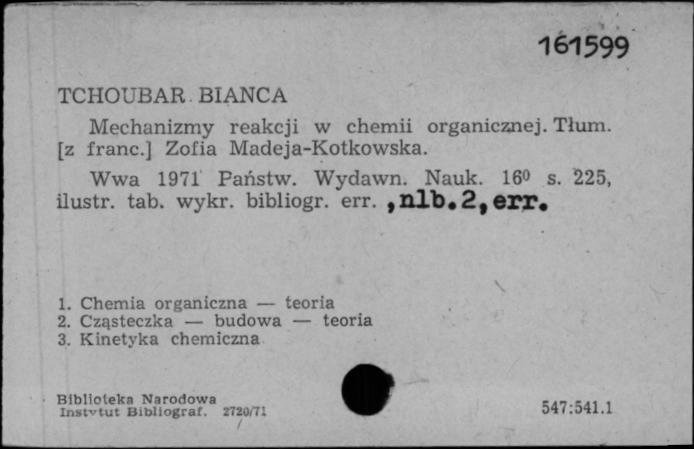 161599
TCHOUBAR BIANCA
Mechanizmy reakcji w chemii organicznej. Tłum.
[z franc.] Zofia Madeja-Kotkowska.
Wwa 1971 Państw. Wydawn. Nauk. 16⁰ s. 225,
ilustr. tab. wykr. bibliogr. err. ,nlb.2,err.
1. Chemia organiczna — teoria
2. Cząsteczka — budowa — teoria
3. Kinetyka chemiczna
Biblioteka Narodowa
Instytut Bibliograf. 2720/71
547:541.1